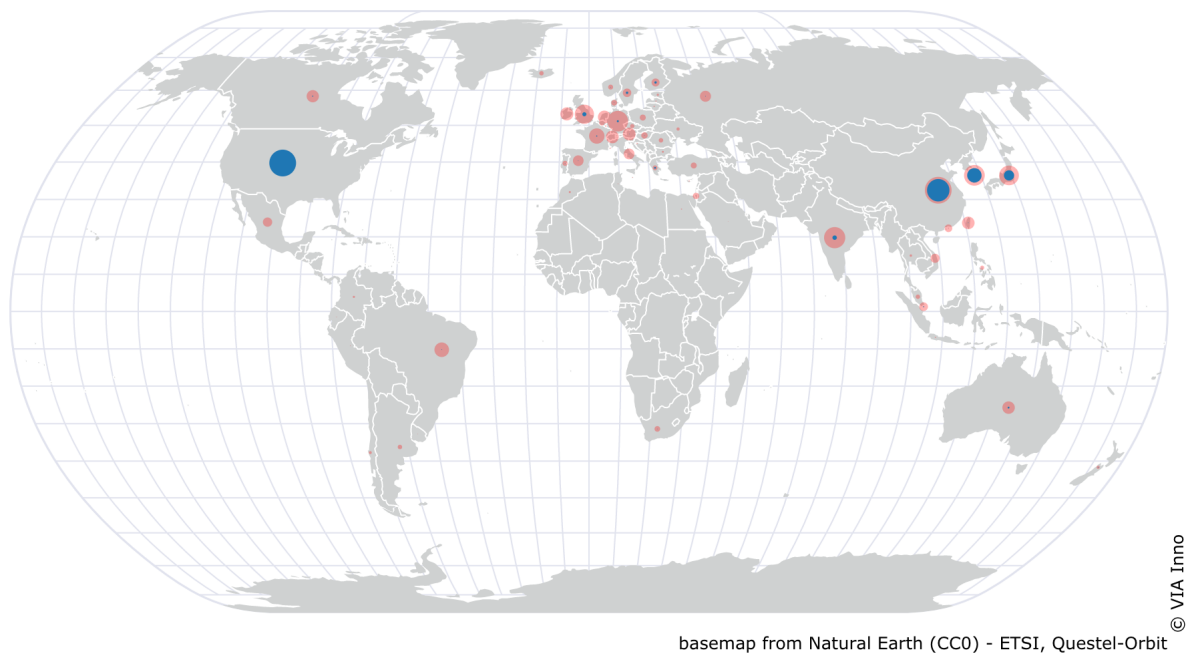 © VIA Inno
basemap from Natural Earth (CC0) - ETSI, Questel-Orbit